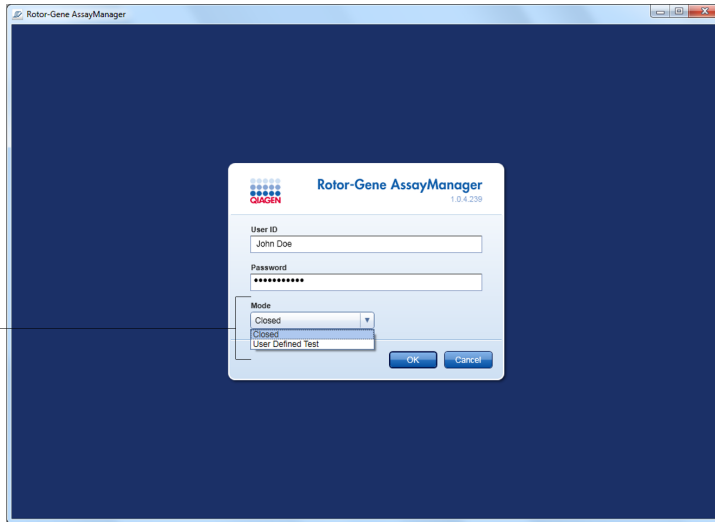 Rotor-Gene AssayManager
Rotor-Gene AssayManager
QIAGEN
1.0.4.239
User ID
John Doe
Password
•••••••••••
Mode
Closed
Closed
User Defined Test
OK
Cancel